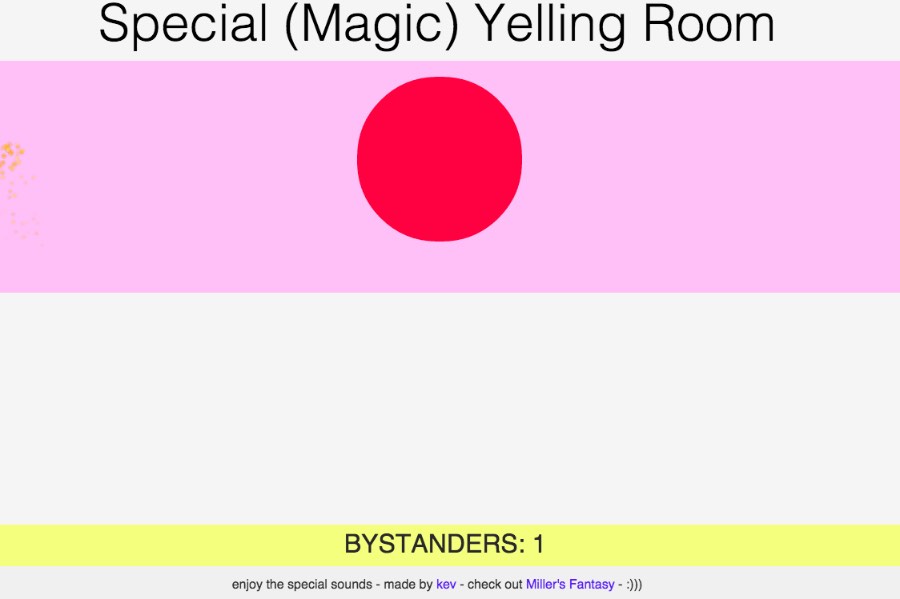 Special (Magic) Yelling Room
BYSTANDERS: 1
enjoy the special sounds - made by kev - check out Miller's Fantasy - :)))